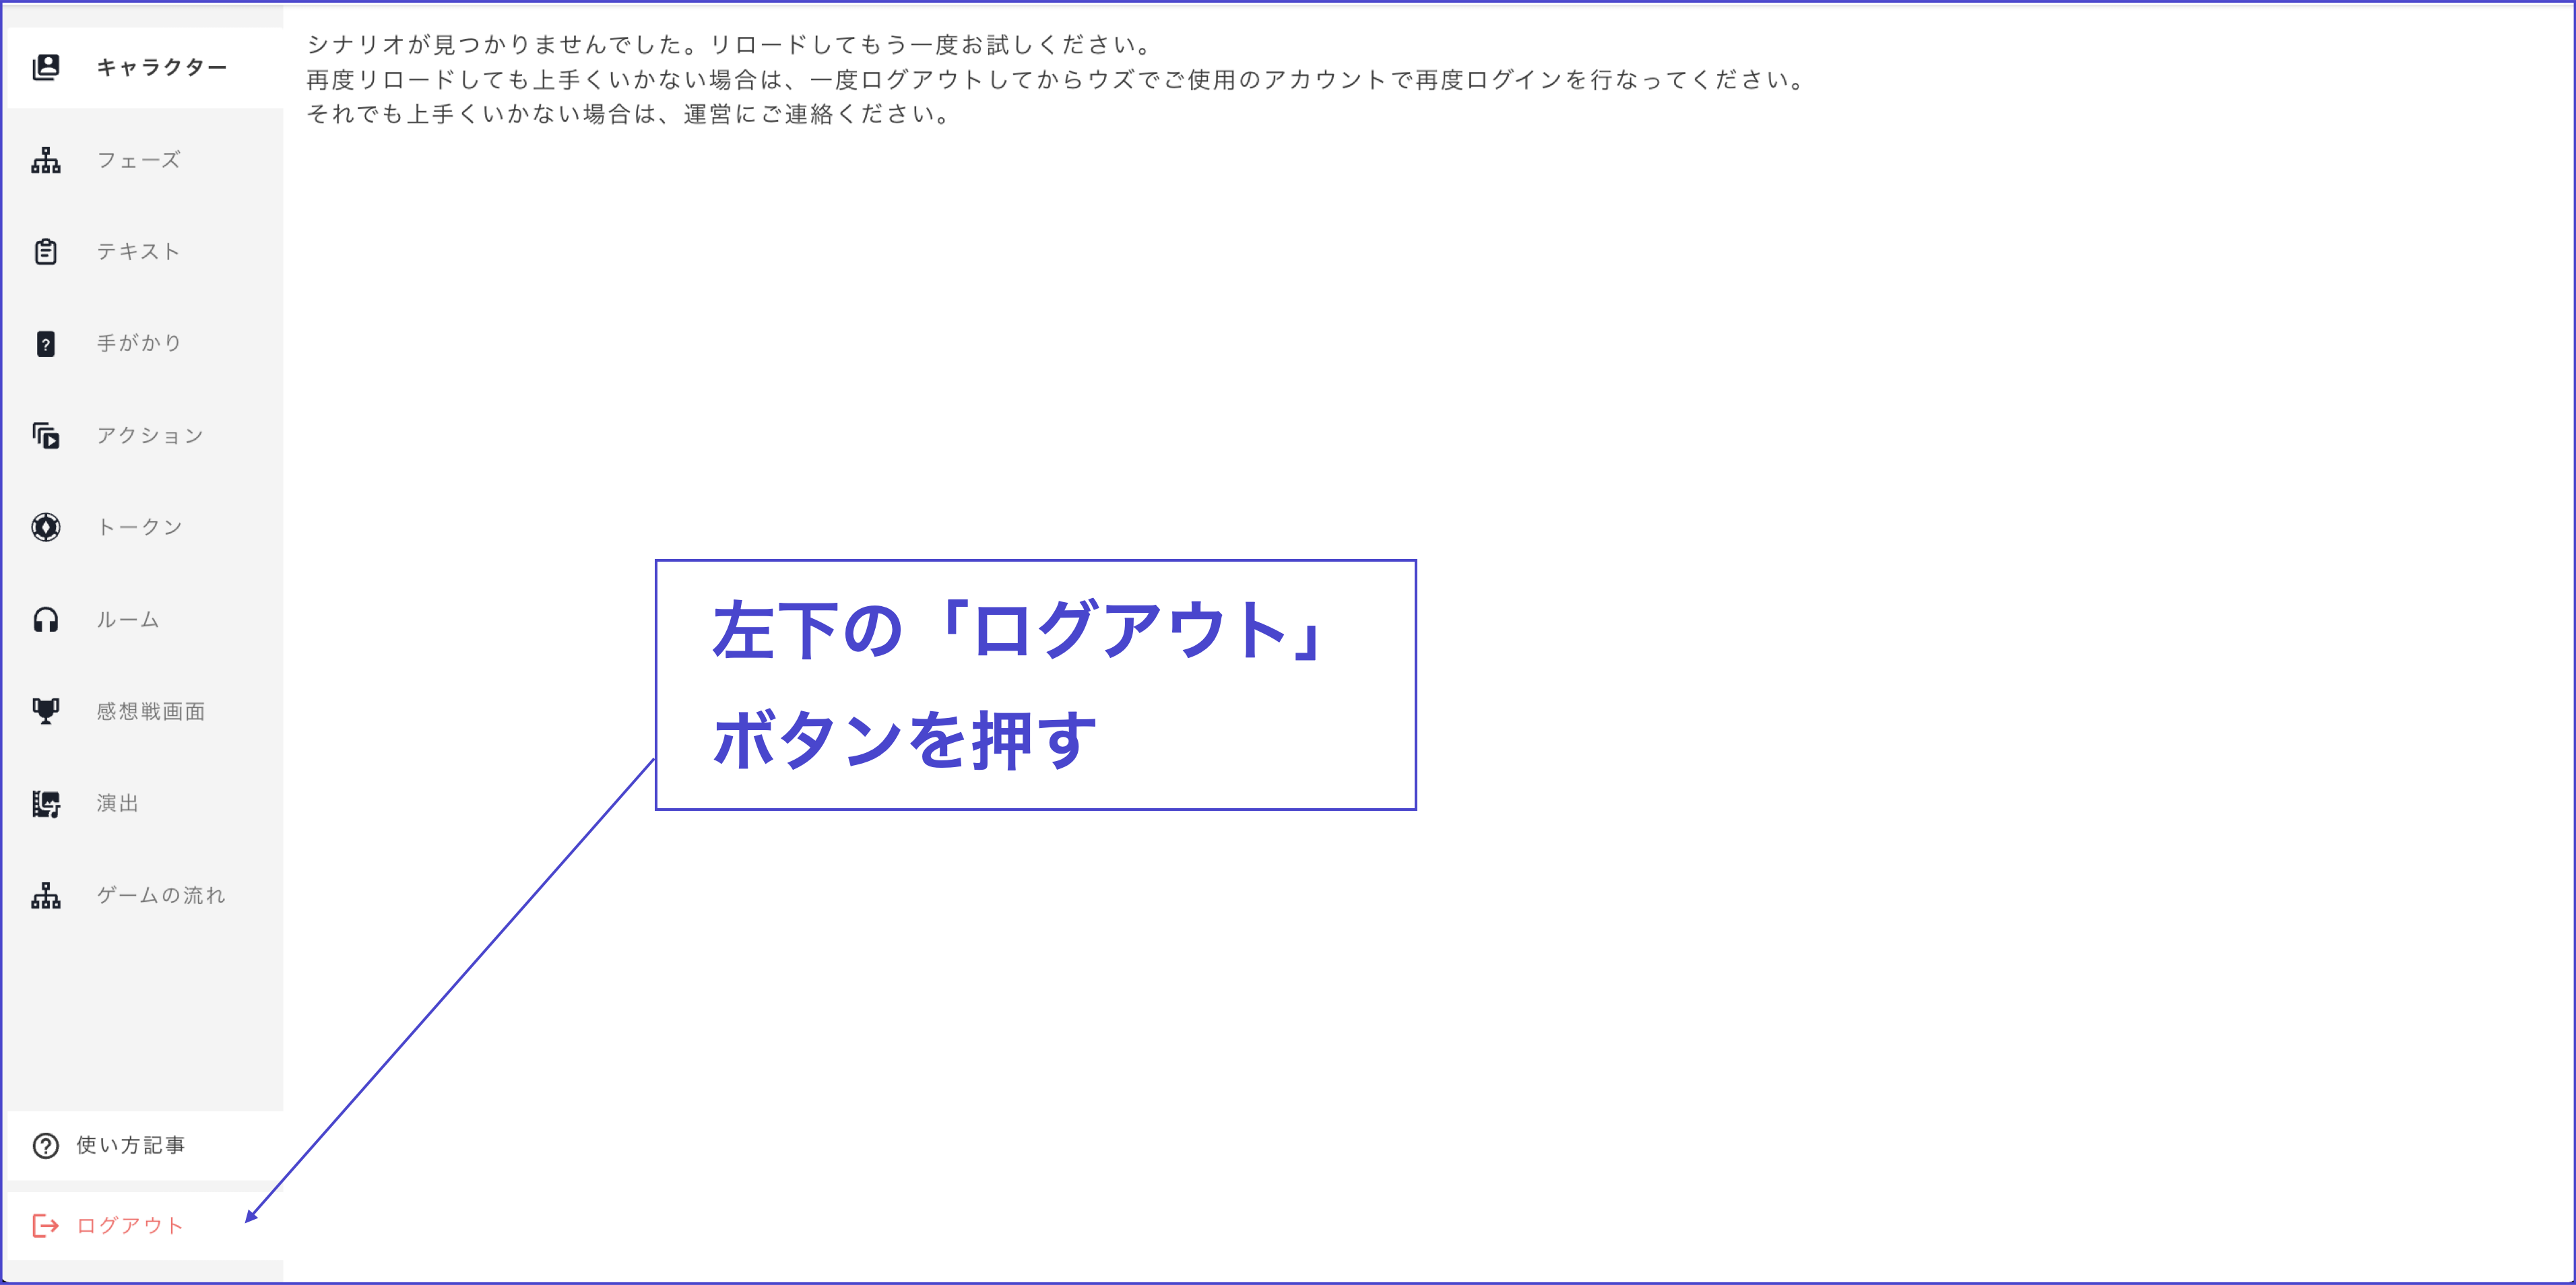 キャラクター
フェーズ
テキスト
手がかり
アクション
トークン
ルーム
感想戦画面
演出
ゲームの流れ
使い方記事
ログアウト
シナリオが見つかりませんでした。リロードしてもう一度お試しください。
再度リロードしても上手くいかない場合は、一度ログアウトしてからウズでご使用のアカウントで再度ログインを行なってください。
それでも上手くいかない場合は、運営にご連絡ください。
左下の「ログアウト」
ボタンを押す